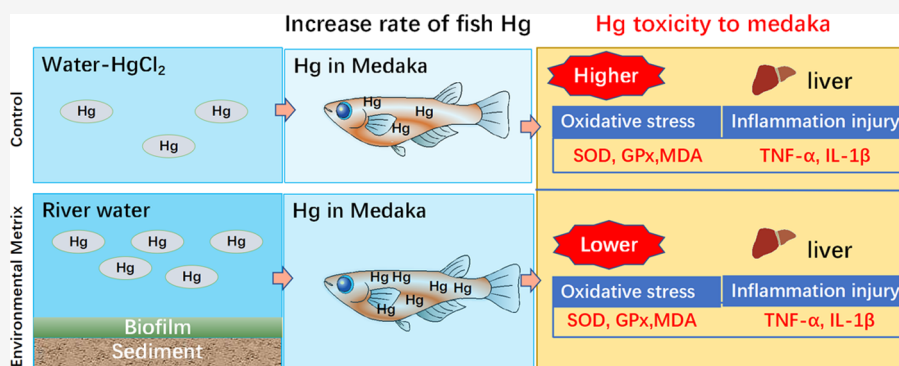 Increase rate of fish Hg
Hg toxicity to medaka
Control
Water-HgCl₂
Hg
Hg
Hg
Hg in Medaka
Hg
Hg
Hg
Higher
liver
Oxidative stress
Inflammation injury
SOD, GPx,MDA
TNF-α, IL-1β
Environmental Metrix
River water
Hg
Hg
Hg
Hg
Hg
Biofilm
Sediment
Hg in Medaka
Hg Hg
Hg Hg
Hg
Hg
Lower
liver
Oxidative stress
Inflammation injury
SOD, GPx,MDA
TNF-α, IL-1β